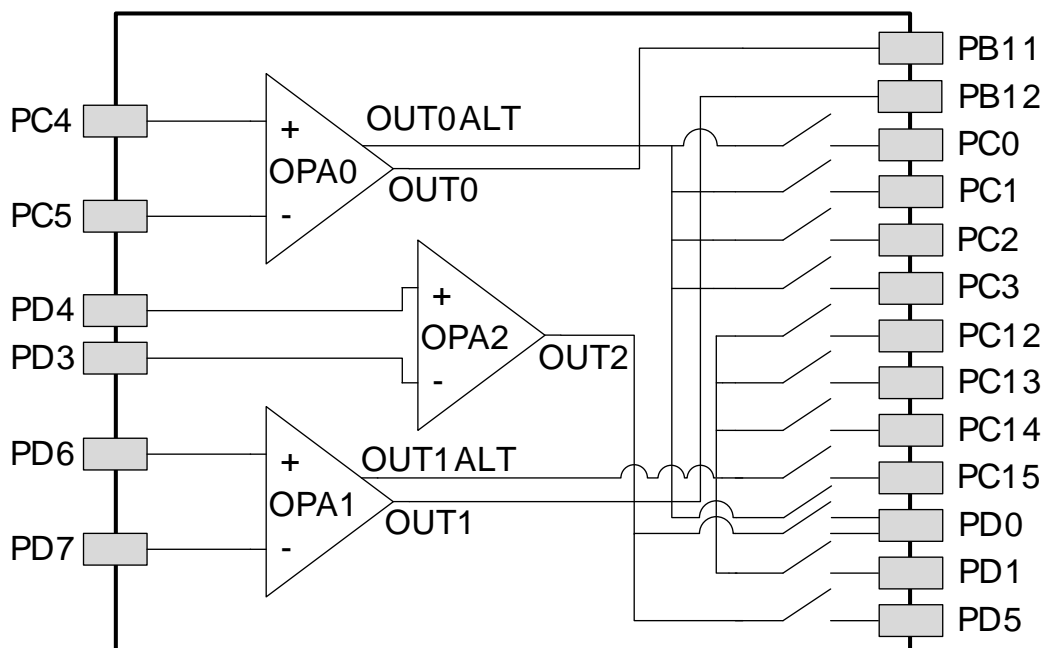 PB11
PB12
PC4
OUT0ALT
PC0
+
OPA0
OUT0
PC1
PC5
-
PC2
PC3
PD4
+
OPA2
OUT2
PC12
PD3
-
PC13
PC14
PD6
+
OUT1ALT
PC15
OPA1
OUT1
PD0
PD7
-
PD1
PD5